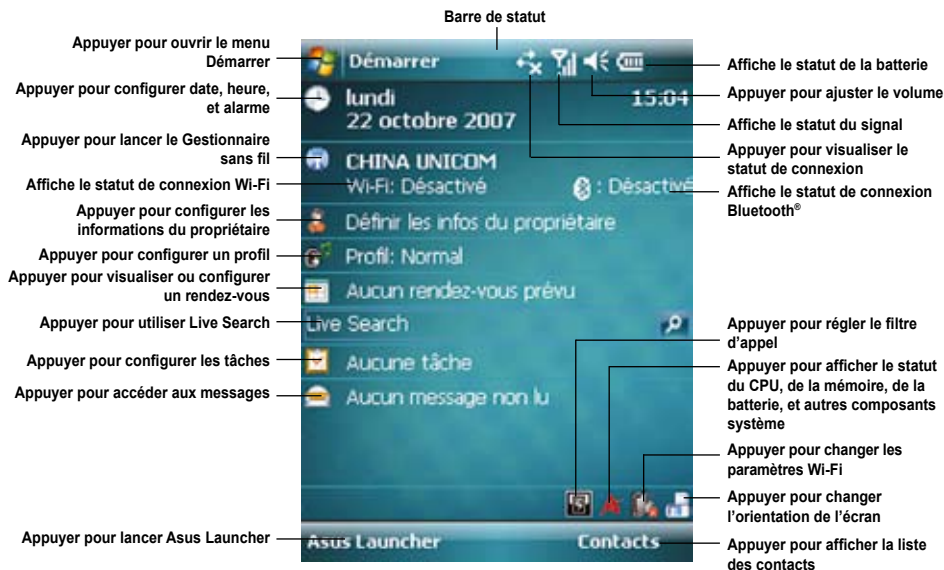 Barre de statut
Appuyer pour ouvrir le menu
Démarrer
Appuyer pour configurer date, heure,
et alarme
Appuyer pour lancer le Gestionnaire
sans fil
Affiche le statut de connexion Wi-Fi
Appuyer pour configurer les
informations du propriétaire
Appuyer pour configurer un profil
Appuyer pour visualiser ou configurer
un rendez-vous
Appuyer pour utiliser Live Search
Appuyer pour configurer les tâches
Appuyer pour accéder aux messages
Appuyer pour lancer Asus Launcher
Démarrer
lundi
15:04
22 octobre 2007
CHINA UNICOM
Wi-Fi: Désactivé
: Désactivé
Définir les infos du propriétaire
Profil: Normal
Aucun rendez-vous prévu
Live Search
Aucune tâche
Aucun message non lu
Asus Launcher
Contacts
Affiche le statut de la batterie
Appuyer pour ajuster le volume
Affiche le statut du signal
Appuyer pour visualiser le
statut de connexion
Affiche le statut de connexion
Bluetooth®
Appuyer pour régler le filtre
d'appel
Appuyer pour afficher le statut
du CPU, de la mémoire, de la
batterie, et autres composants
système
Appuyer pour changer les
paramètres Wi-Fi
Appuyer pour changer
l'orientation de l'écran
Appuyer pour afficher la liste
des contacts